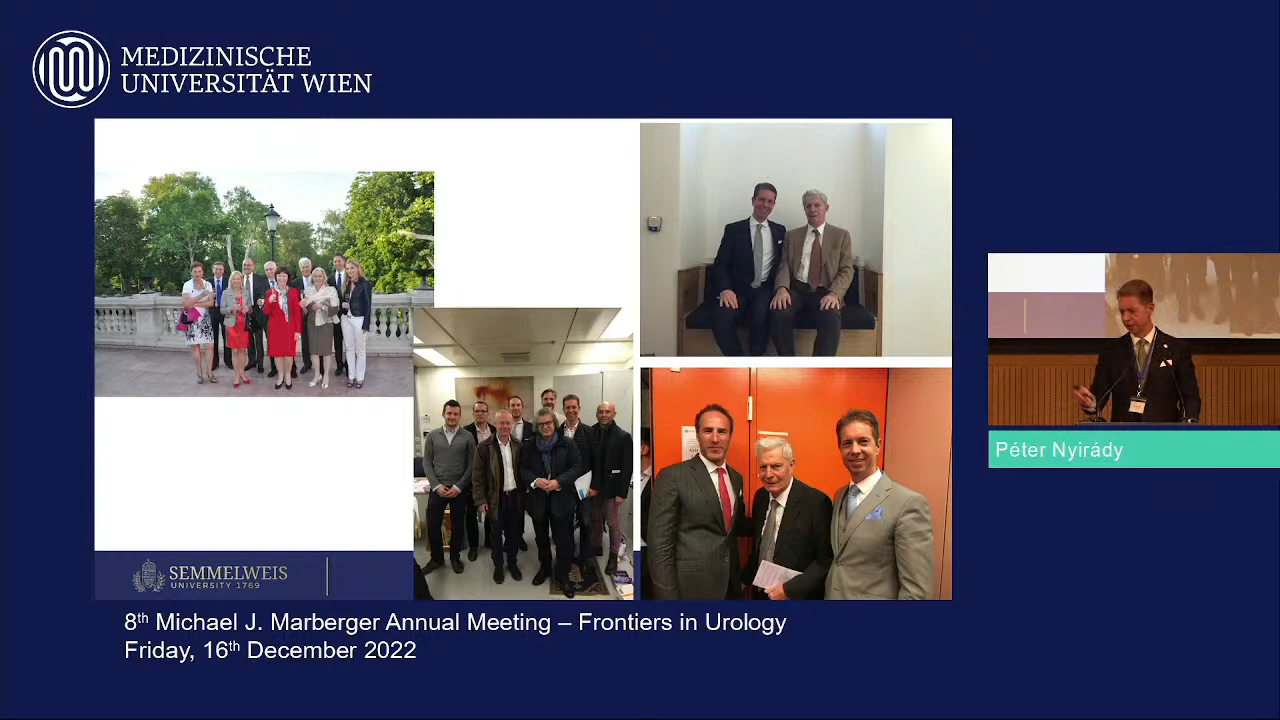 MEDIZINISCHE
UNIVERSITÄT WIEN
SEMMELWEIS
UNIVERSITY 1769
Péter Nyirády
8th Michael J. Marberger Annual Meeting – Frontiers in Urology
Friday, 16th December 2022